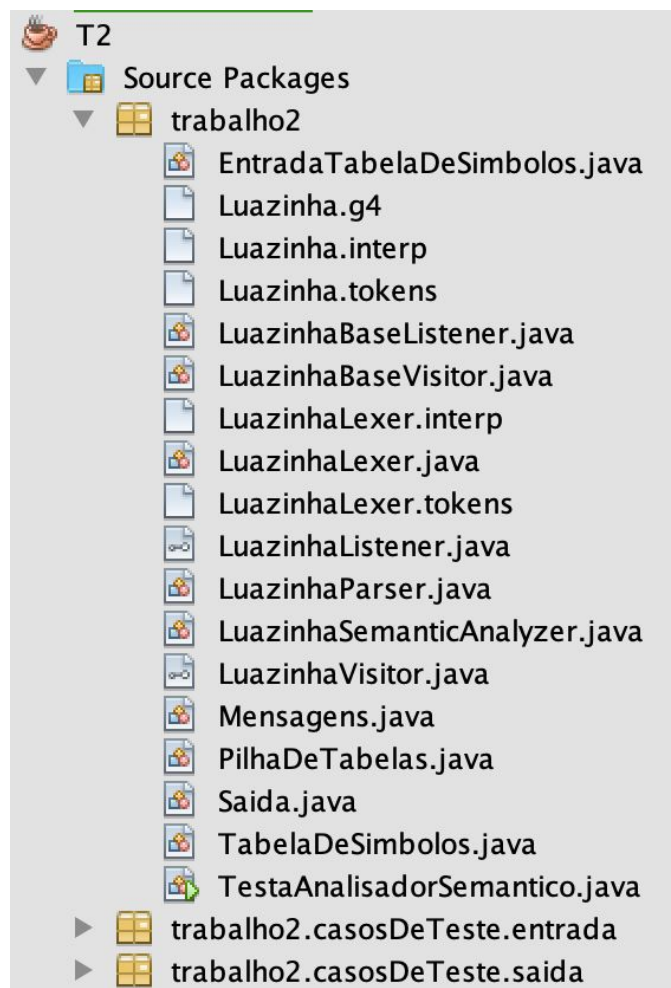 T2
Source Packages
trabalho2
EntradaTabelaDeSimbolos.java
Luazinha.g4
Luazinha.interp
Luazinha.tokens
LuazinhaBaseListener.java
LuazinhaBaseVisitor.java
LuazinhaLexer.interp
LuazinhaLexer.java
LuazinhaLexer.tokens
LuazinhaListener.java
LuazinhaParser.java
LuazinhaSemanticAnalyzer.java
LuazinhaVisitor.java
Mensagens.java
PilhaDeTabelas.java
Saida.java
TabelaDeSimbolos.java
TestaAnalisadorSemantico.java
trabalho2.casosDeTeste.entrada
trabalho2.casosDeTeste.saida